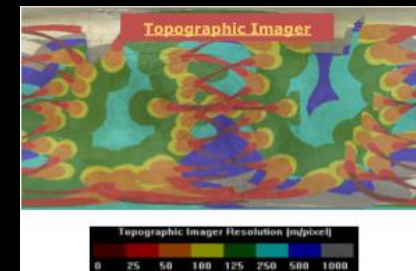 Topographic Imager
Topographic Imager Resolution (m/pixel)
0 25 50 100 125 250 500 1000